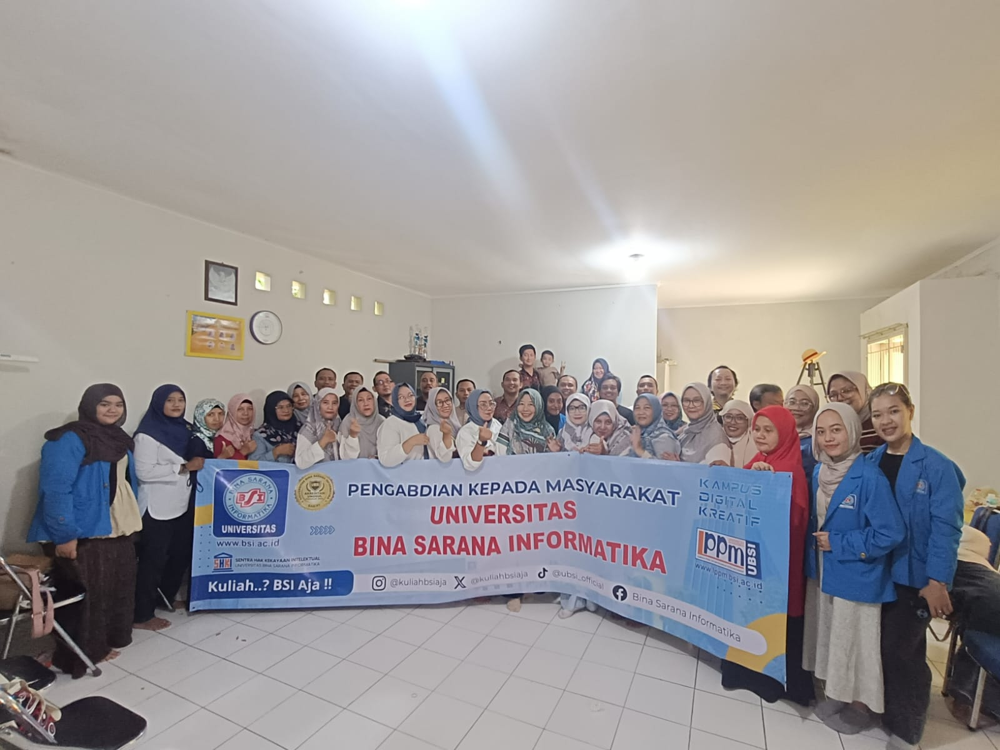 BINA SARANA
BSI
INFORMATIKA
UNIVERSITAS
www.bsi.ac.id
SHKI
SENTRA HAK KEKAYAAN INTELEKTUAL
UNIVERSITAS BINA SARANA INFORMATIKA
Kuliah..? BSI Aja !!
PENGABDIAN KEPADA MASYARAKAT
UNIVERSITAS
BINA SARANA INFORMATIKA
@kuliahbsiaja
@kuliahbsiaja
@ubsi_official
Bina Sarana Informatika
KAMPUS
DIGITAL
KREATIF
lppm
UBSI
www.lppm.bsi.ac.id